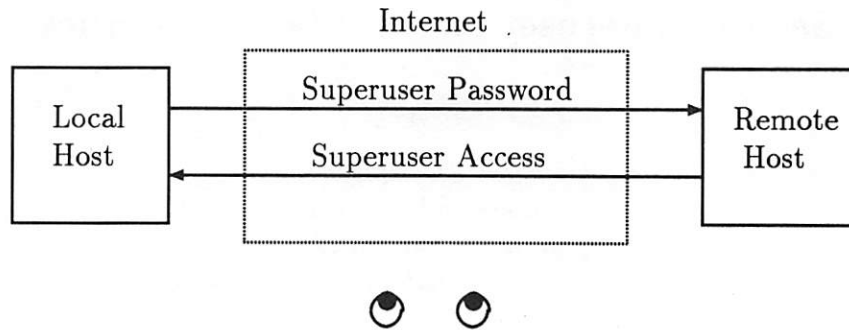 Internet
Superuser Password
Local
Host
Superuser Access
Remote
Host